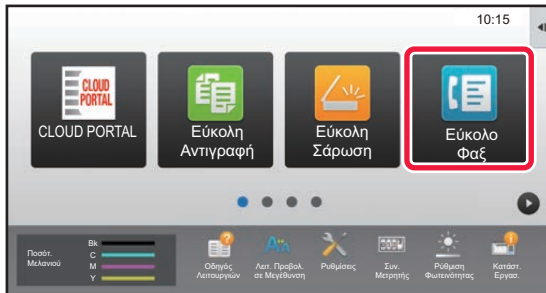 10:15
CLOUD
PORTAL
CLOUD PORTAL
Εύκολη
Αντιγραφή
Εύκολη
Σάρωση
Εύκολο
Φαξ
Ποσότ.
Μελανιού
Bk
C
M
Y
Οδηγός
Λειτουργιών
Λειτ. Προβολ.
σε Μεγέθυνση
Ρυθμίσεις
Συν.
Μετρητής
Ρύθμιση
Φωτεινότητας
Κατάστ.
Εργασ.